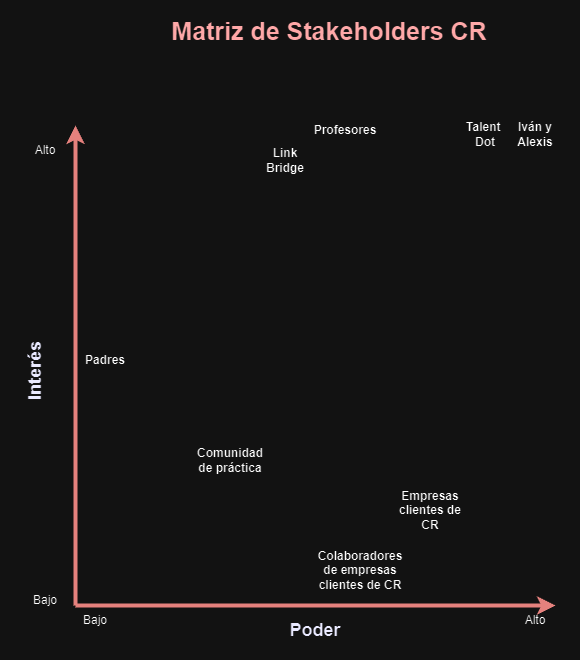 Matriz de Stakeholders CR
Profesores
Talent
Dot
Iván y
Alexis
Alto
Link
Bridge
Interés
Padres
Comunidad
de práctica
Empresas
clientes de
CR
Colaboradores
de empresas
clientes de CR
Bajo
Bajo
Alto
Poder